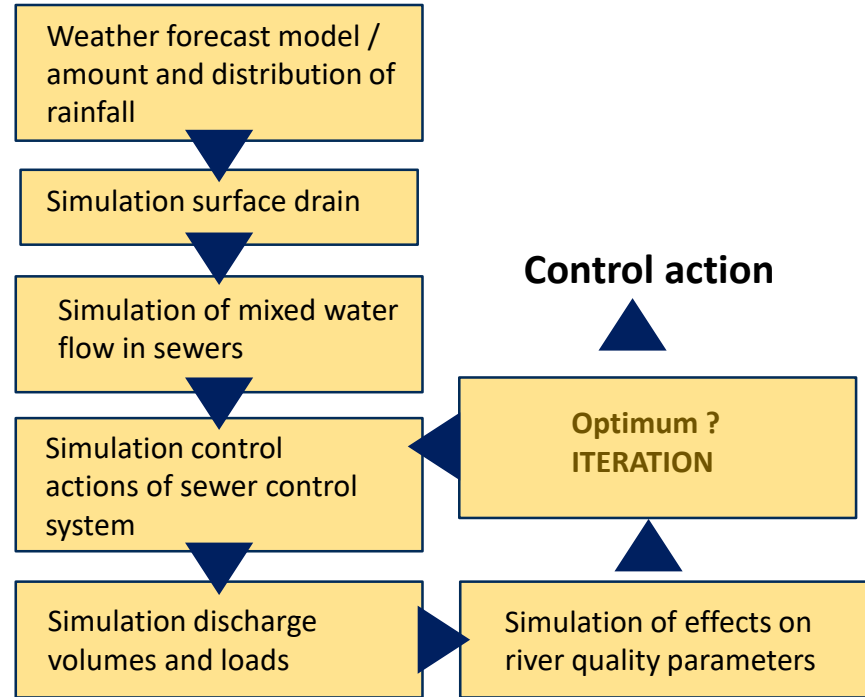 Weather forecast model /
amount and distribution of
rainfall
Simulation surface drain
Simulation of mixed water
flow in sewers
Simulation control
actions of sewer control
system
Simulation discharge
volumes and loads
Simulation of effects on
river quality parameters
Optimum ?
ITERATION
Control action